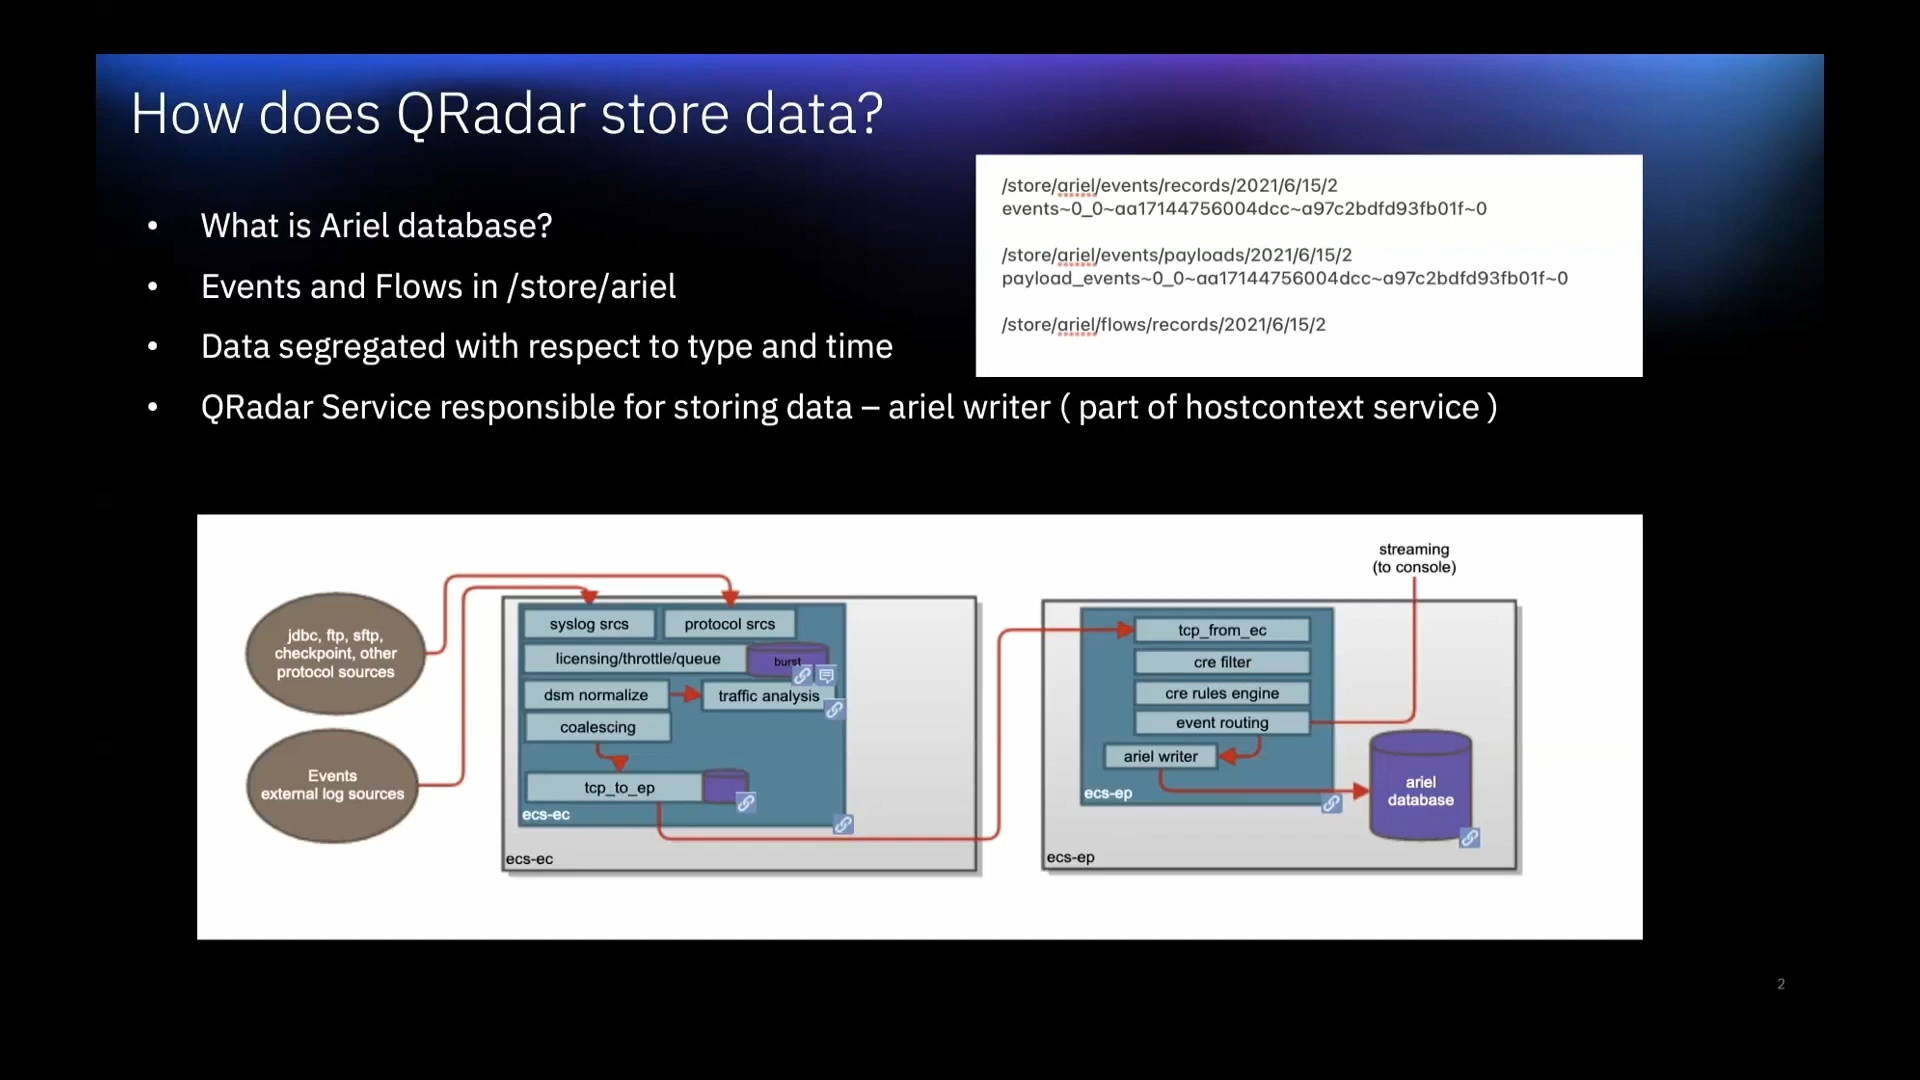 How does QRadar store data?
• What is Ariel database?
• Events and Flows in /store/ariel
• Data segregated with respect to type and time
• QRadar Service responsible for storing data – ariel writer ( part of hostcontext service )
/store/ariel/events/records/2021/6/15/2
events~0_0~aa17144756004dcc~a97c2bdfd93fb01f~0
/store/ariel/events/payloads/2021/6/15/2
payload_events~0_0~aa17144756004dcc~a97c2bdfd93fb01f~0
/store/ariel/flows/records/2021/6/15/2
jdbc, ftp, sftp,
checkpoint, other
protocol sources
Events
external log sources
syslog srcs
protocol srcs
licensing/throttle/queue
burst
dsm normalize
traffic analysis
coalescing
tcp_to_ep
ecs-ec
ecs-ec
streaming
(to console)
tcp_from_ec
cre filter
cre rules engine
event routing
ariel writer
ecs-ep
ecs-ep
ariel
database
2